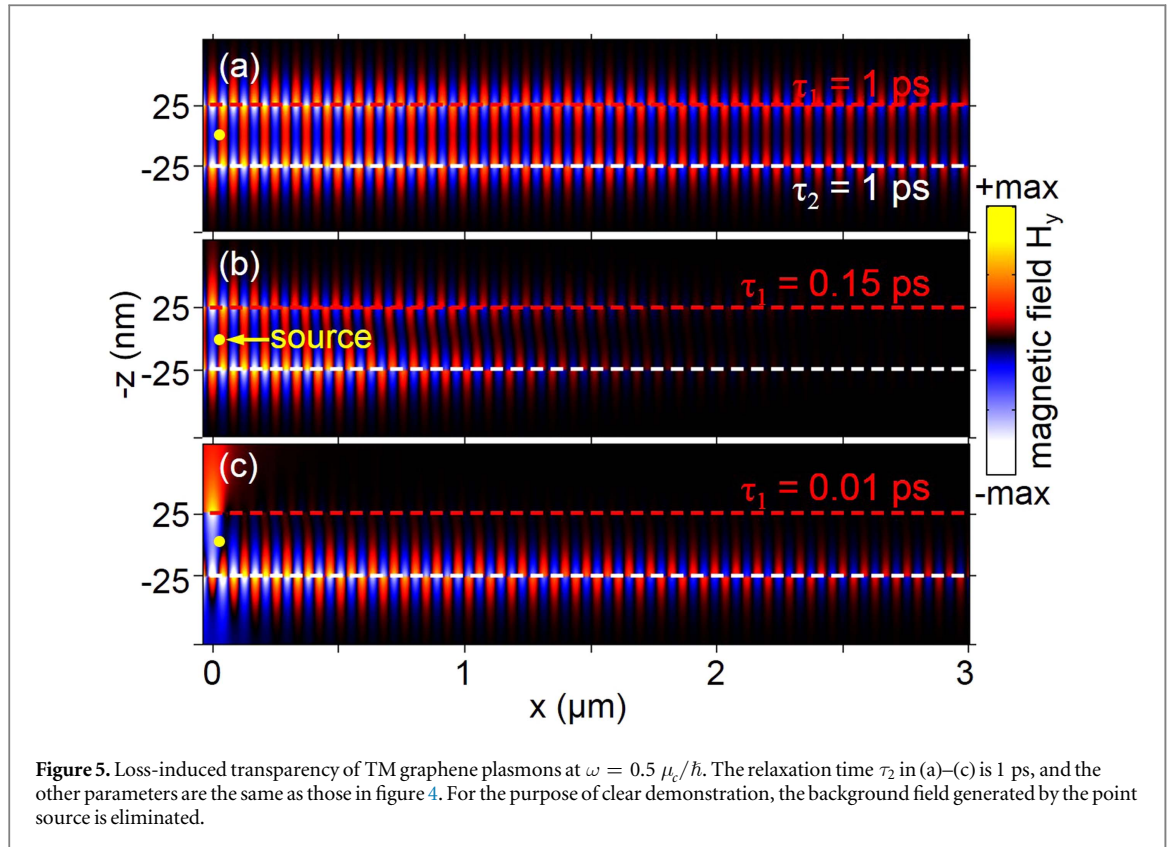 (a)
τ₁ = 1 ps
25
-25
τ₂ = 1 ps
+max
(b)
τ₁ = 0.15 ps
25
source
-z (nm)
-25
magnetic field H_y
(c)
τ₁ = 0.01 ps
-max
25
-25
0 1 2 3
x (μm)
Figure 5. Loss-induced transparency of TM graphene plasmons at ω = 0.5 μ_c/ℏ. The relaxation time τ₂ in (a)–(c) is 1 ps, and the
other parameters are the same as those in figure 4. For the purpose of clear demonstration, the background field generated by the point
source is eliminated.